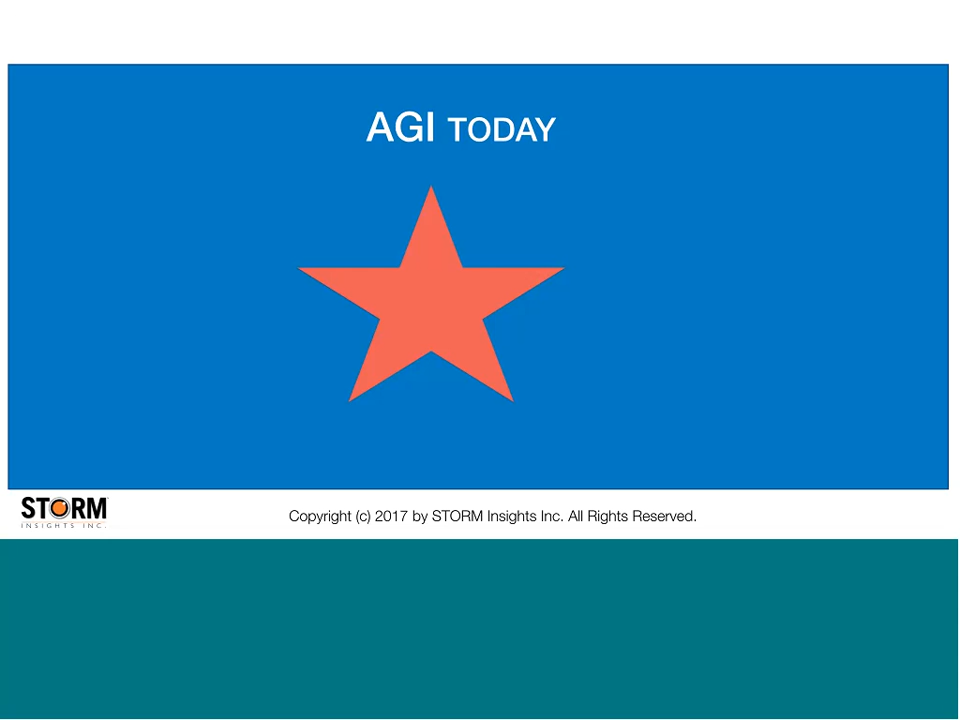 AGI TODAY
STORM
INSIGHTS INC.
Copyright (c) 2017 by STORM Insights Inc. All Rights Reserved.